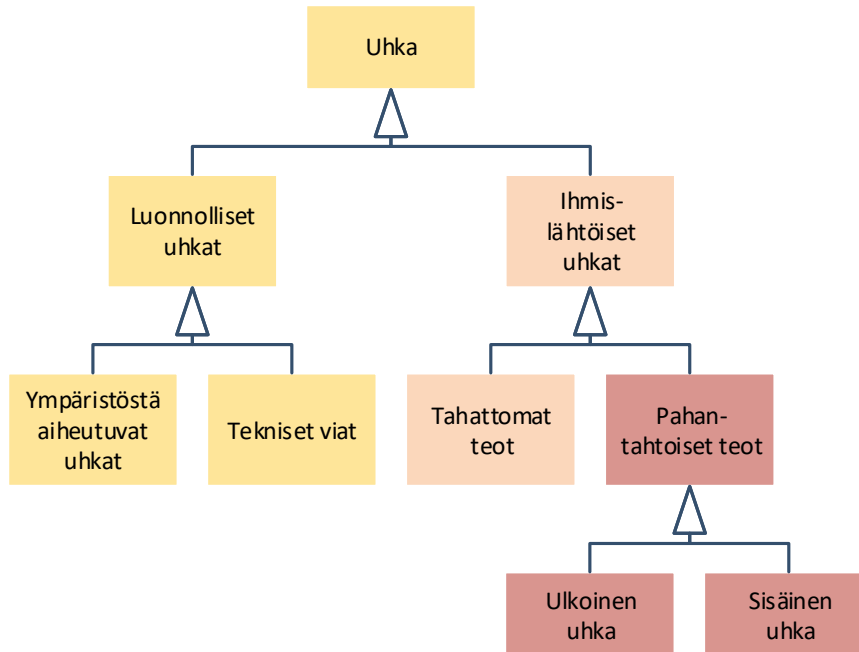 Uhka
Luonnolliset
uhkat
Ihmis-
lähtöiset
uhkat
Ympäristöstä
aiheutuvat
uhkat
Tekniset viat
Tahattomat
teot
Pahan-
tahtoiset teot
Ulkoinen
uhka
Sisäinen
uhka